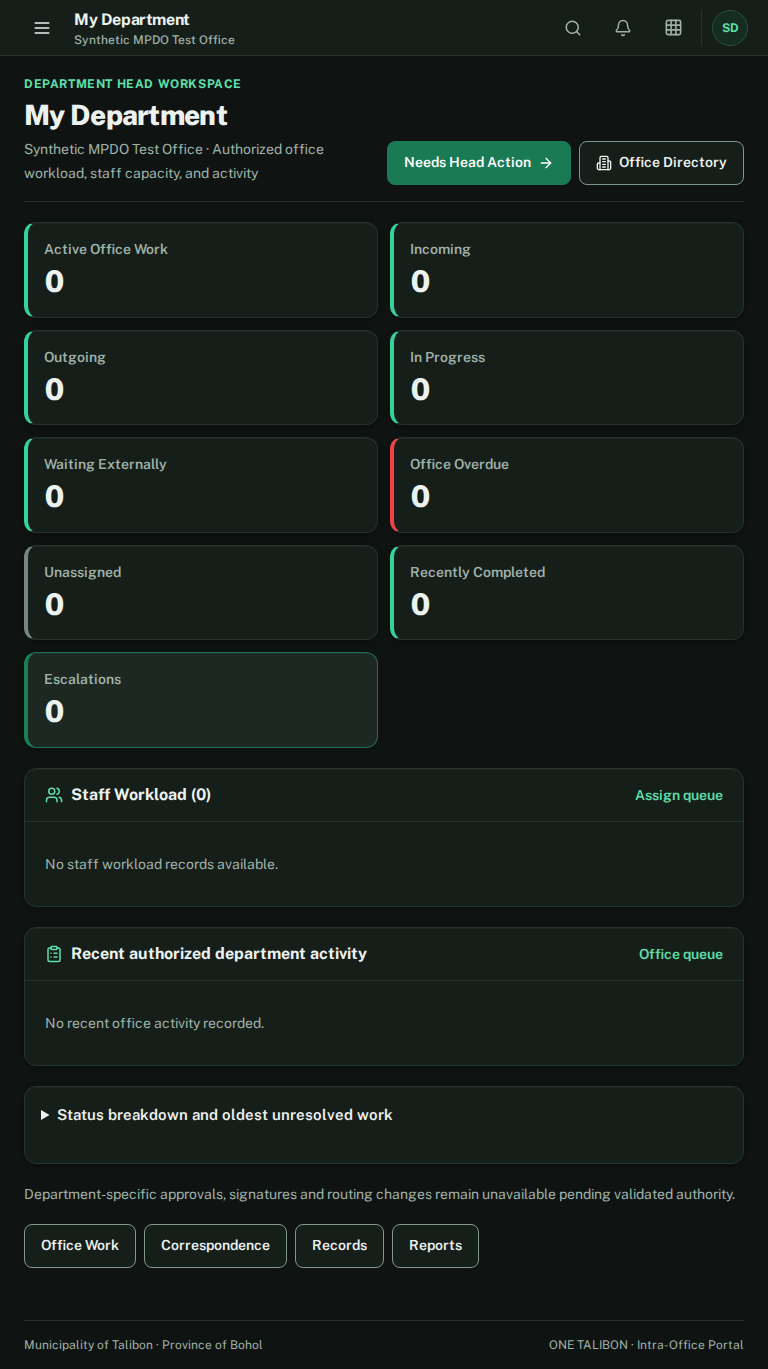 My Department
Synthetic MPDO Test Office
SD
DEPARTMENT HEAD WORKSPACE
My Department
Synthetic MPDO Test Office · Authorized office
workload, staff capacity, and activity
Needs Head Action →
Office Directory
Active Office Work
0
Incoming
0
Outgoing
0
In Progress
0
Waiting Externally
0
Office Overdue
0
Unassigned
0
Recently Completed
0
Escalations
0
Staff Workload (0)
Assign queue
No staff workload records available.
Recent authorized department activity
Office queue
No recent office activity recorded.
Status breakdown and oldest unresolved work
Department-specific approvals, signatures and routing changes remain unavailable pending validated authority.
Office Work
Correspondence
Records
Reports
Municipality of Talibon · Province of Bohol
ONE TALIBON · Intra-Office Portal